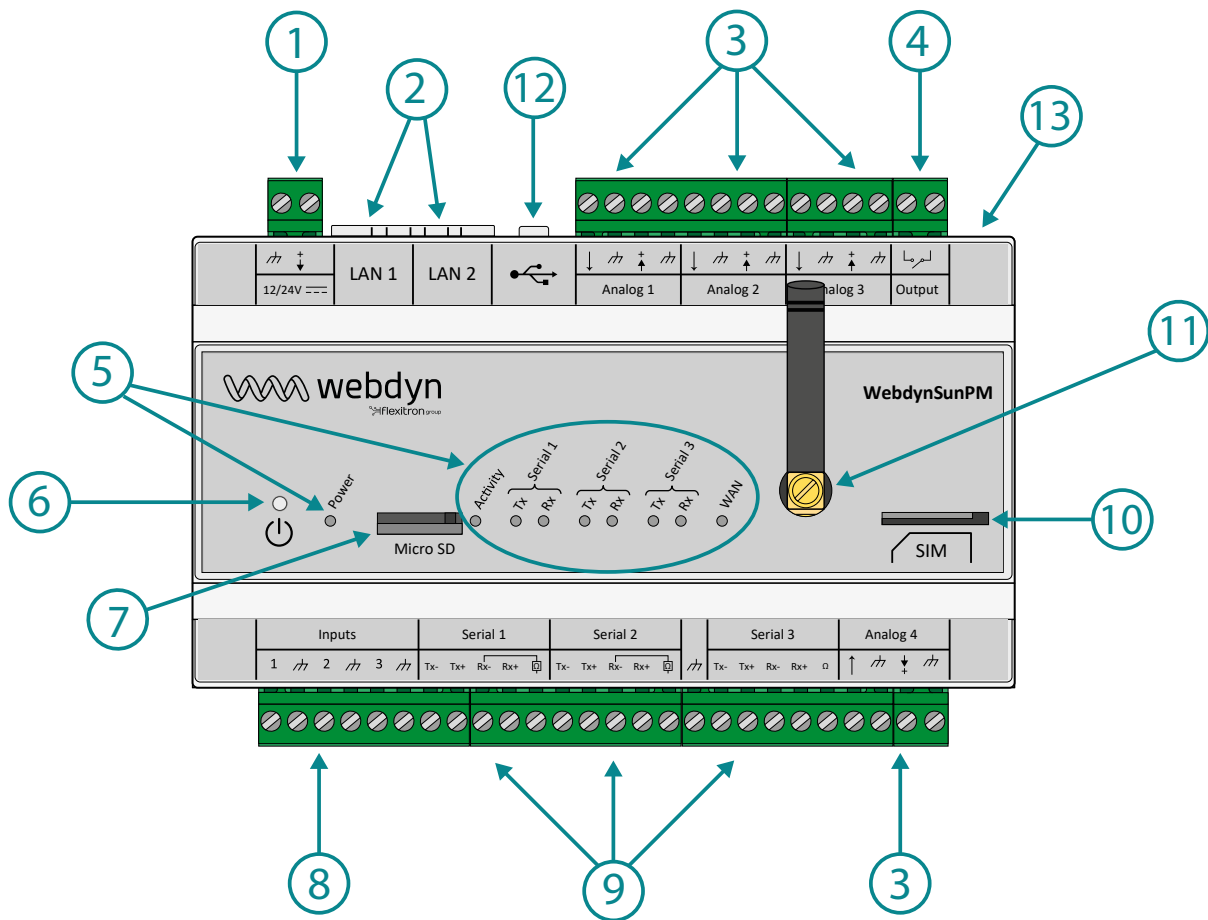 1
2
12
3
4
13
+
12/24V
LAN 1
LAN 2
+
+
+
Analog 1
Analog 2
nalog 3
Output
11
5
webdyn
flexitron group
WebdynSunPM
6
Power
Activity
Serial 1
Tx Rx
Serial 2
Tx Rx
Serial 3
Tx Rx
WAN
10
Micro SD
SIM
7
Inputs
Serial 1
Serial 2
Serial 3
Analog 4
1 2 3
Tx- Tx+ Rx- Rx+ Ω
Tx- Tx+ Rx- Rx+ Ω
Tx- Tx+ Rx- Rx+ Ω
+
8
9
3